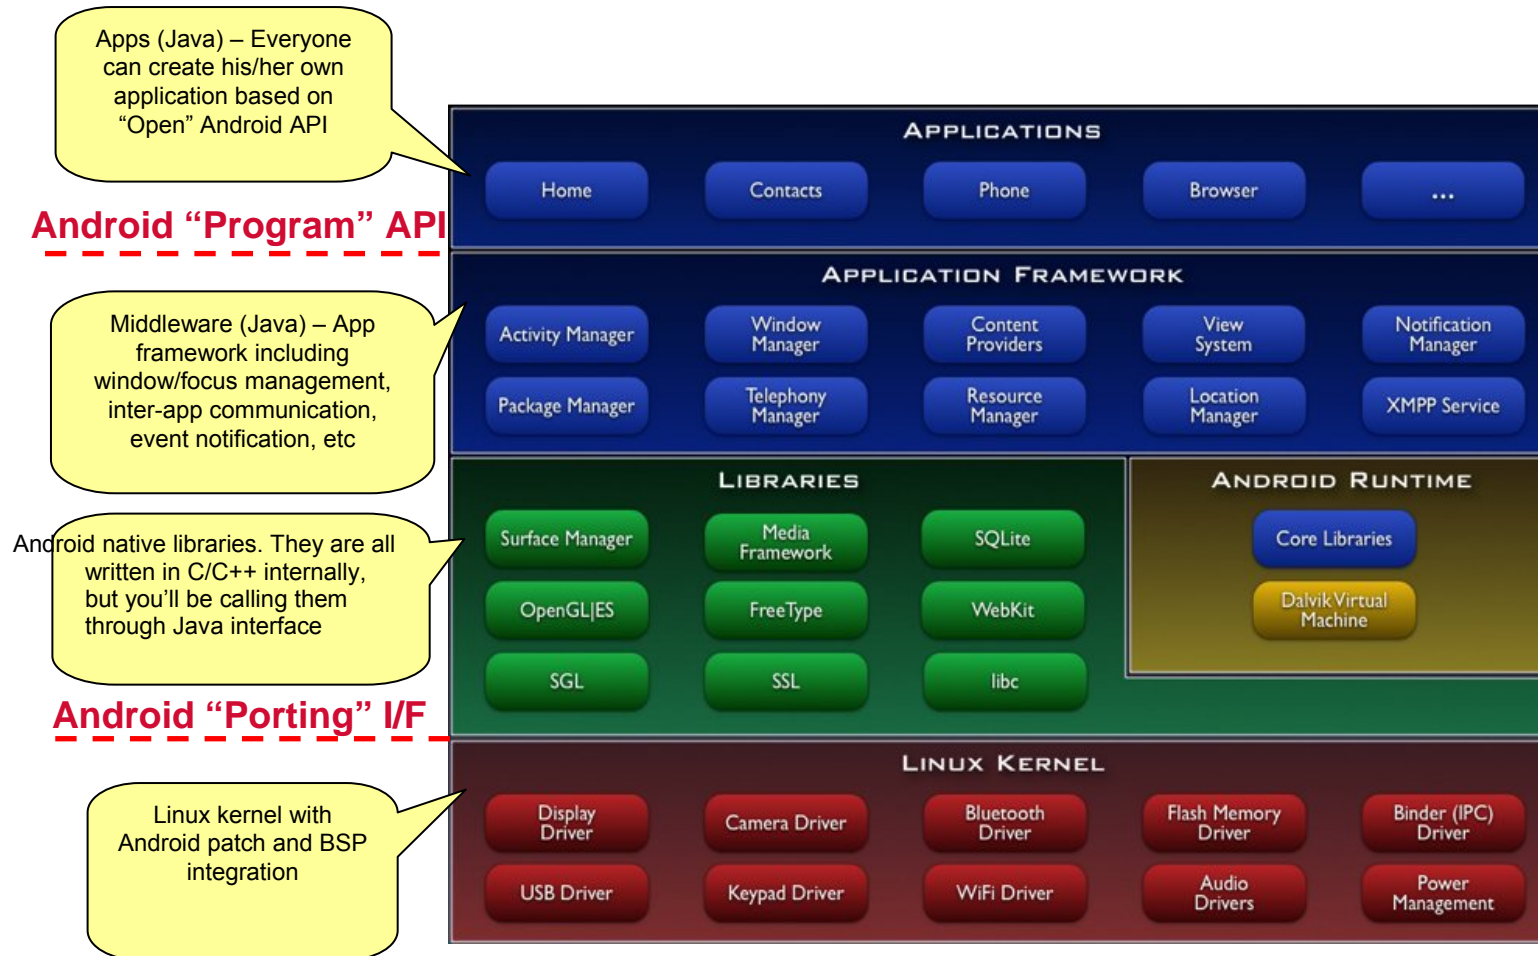 Apps (Java) – Everyone
can create his/her own
application based on
“Open” Android API
Android “Program” API
Middleware (Java) – App
framework including
window/focus management,
inter-app communication,
event notification, etc
Android native libraries. They are all
written in C/C++ internally,
but you’ll be calling them
through Java interface
Android “Porting” I/F
Linux kernel with
Android patch and BSP
integration
APPLICATIONS
Home
Contacts
Phone
Browser
...
APPLICATION FRAMEWORK
Activity Manager
Window
Manager
Content
Providers
View
System
Notification
Manager
Package Manager
Telephony
Manager
Resource
Manager
Location
Manager
XMPP Service
LIBRARIES
Surface Manager
Media
Framework
SQLite
OpenGL|ES
FreeType
WebKit
SGL
SSL
libc
ANDROID RUNTIME
Core Libraries
Dalvik Virtual
Machine
LINUX KERNEL
Display
Driver
Camera Driver
Bluetooth
Driver
Flash Memory
Driver
Binder (IPC)
Driver
USB Driver
Keypad Driver
WiFi Driver
Audio
Drivers
Power
Management